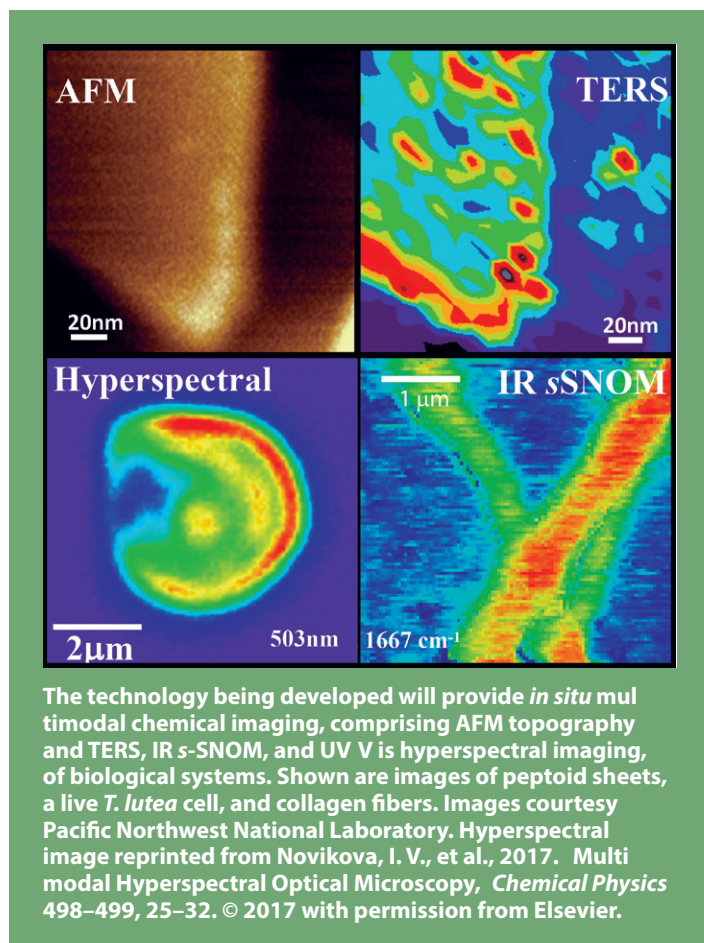 AFM
TERS
20nm
20nm
Hyperspectral
IR sSNOM
1 μm
2μm
503nm
1667 cm-1
The technology being developed will provide in situ mul
timodal chemical imaging, comprising AFM topography
and TERS, IR s-SNOM, and UV V is hyperspectral imaging,
of biological systems. Shown are images of peptoid sheets,
a live T. lutea cell, and collagen fibers. Images courtesy
Pacific Northwest National Laboratory. Hyperspectral
image reprinted from Novikova, I. V., et al., 2017. Multi
modal Hyperspectral Optical Microscopy, Chemical Physics
498–499, 25–32. © 2017 with permission from Elsevier.